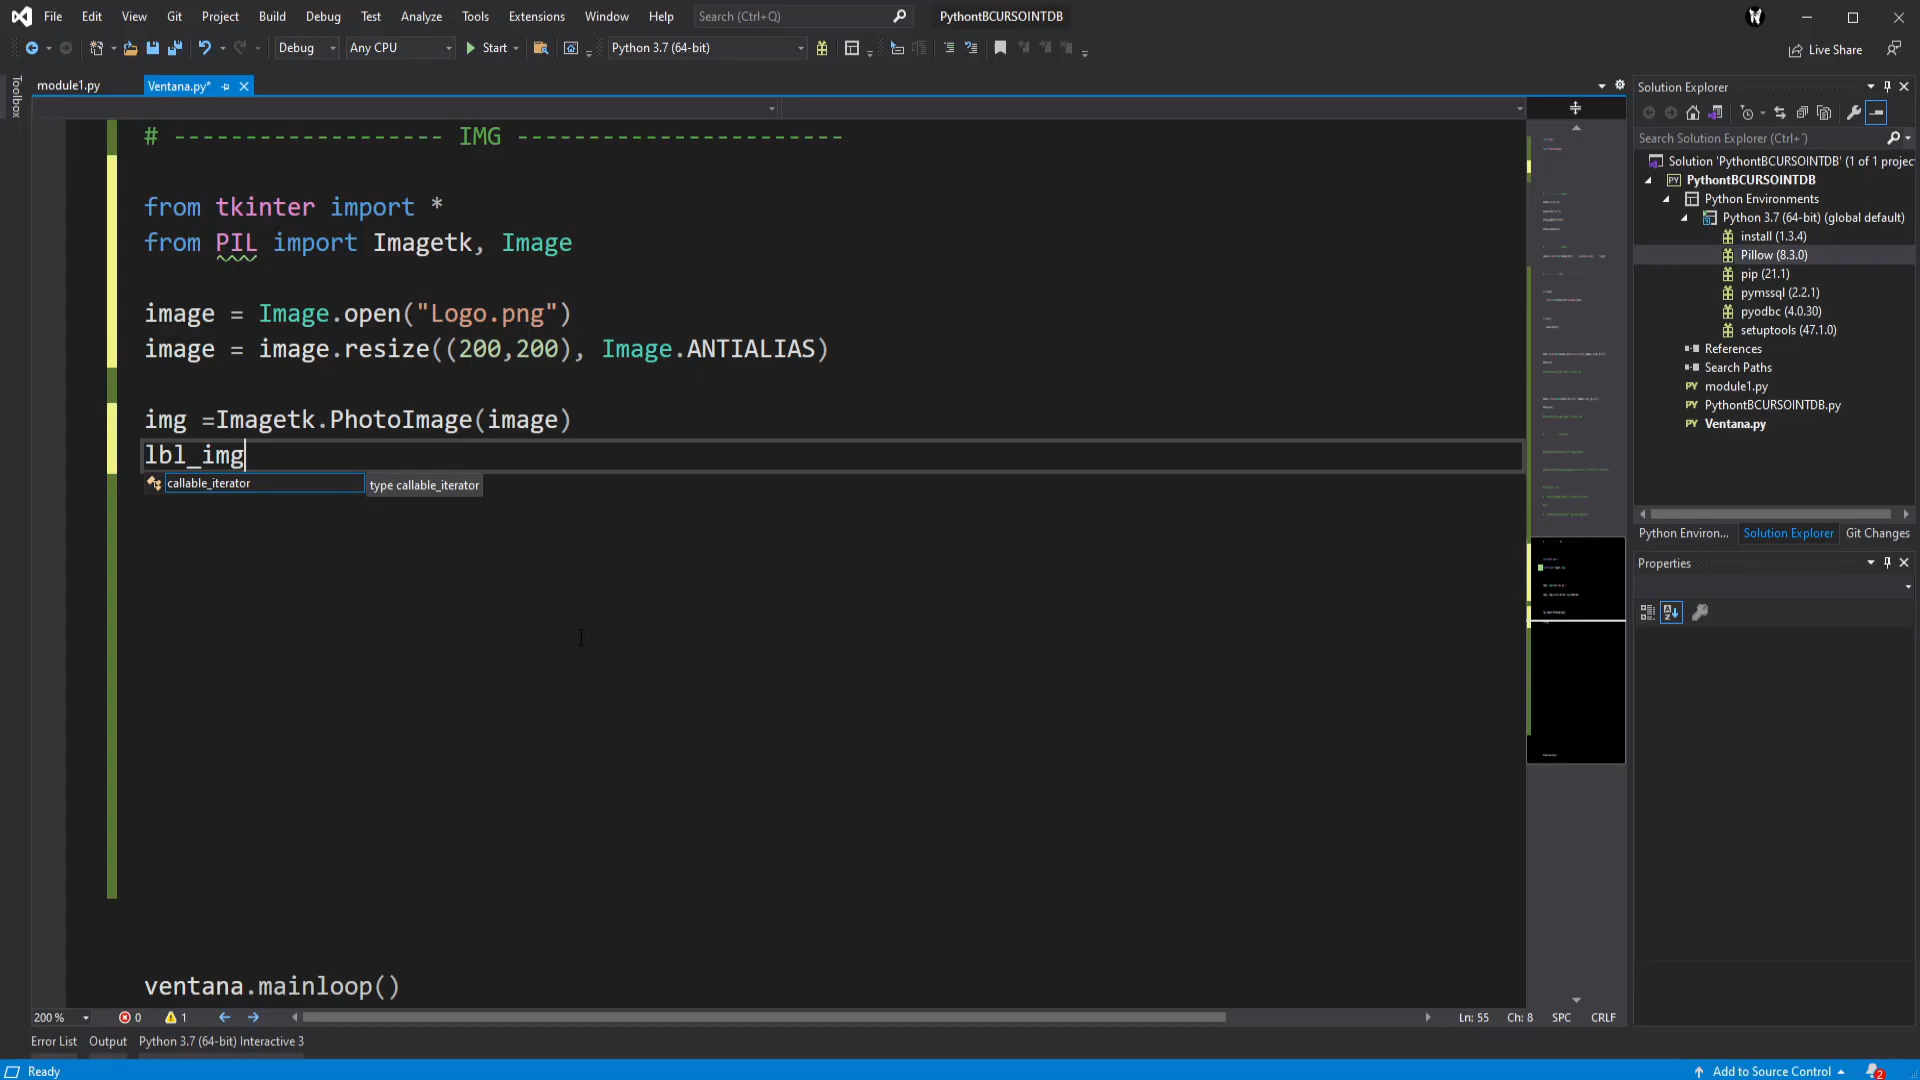 File Edit View Git Project Build Debug Test Analyze Tools Extensions Window Help Search (Ctrl+Q) PythontBCURSOINTDB
Debug Any CPU Start Python 3.7 (64-bit) Live Share
Toolbox
module1.py Ventana.py*
# ------------------- IMG -----------------------
from tkinter import *
from PIL import Imagetk, Image
image = Image.open("Logo.png")
image = image.resize((200,200), Image.ANTIALIAS)
img =Imagetk.PhotoImage(image)
lbl_img
callable_iterator type callable_iterator
ventana.mainloop()
200 % 0 1 Ln: 55 Ch: 8 SPC CRLF
Error List Output Python 3.7 (64-bit) Interactive 3
Ready Add to Source Control 2
Solution Explorer
Search Solution Explorer (Ctrl+´)
Solution 'PythontBCURSOINTDB' (1 of 1 projec
PythontBCURSOINTDB
Python Environments
Python 3.7 (64-bit) (global default)
install (1.3.4)
Pillow (8.3.0)
pip (21.1)
pymssql (2.2.1)
pyodbc (4.0.30)
setuptools (47.1.0)
References
Search Paths
module1.py
PythontBCURSOINTDB.py
Ventana.py
Python Environ... Solution Explorer Git Changes
Properties